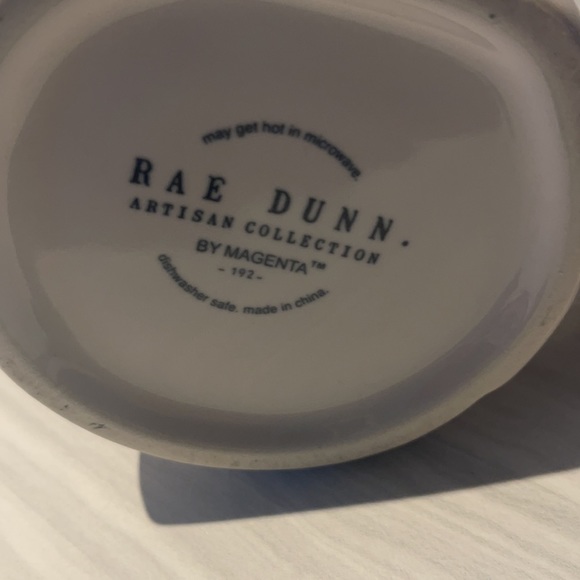 may get hot in microwave.
RAE DUNN.
ARTISAN COLLECTION
BY MAGENTA™
- 192-
dishwasher safe. made in china.